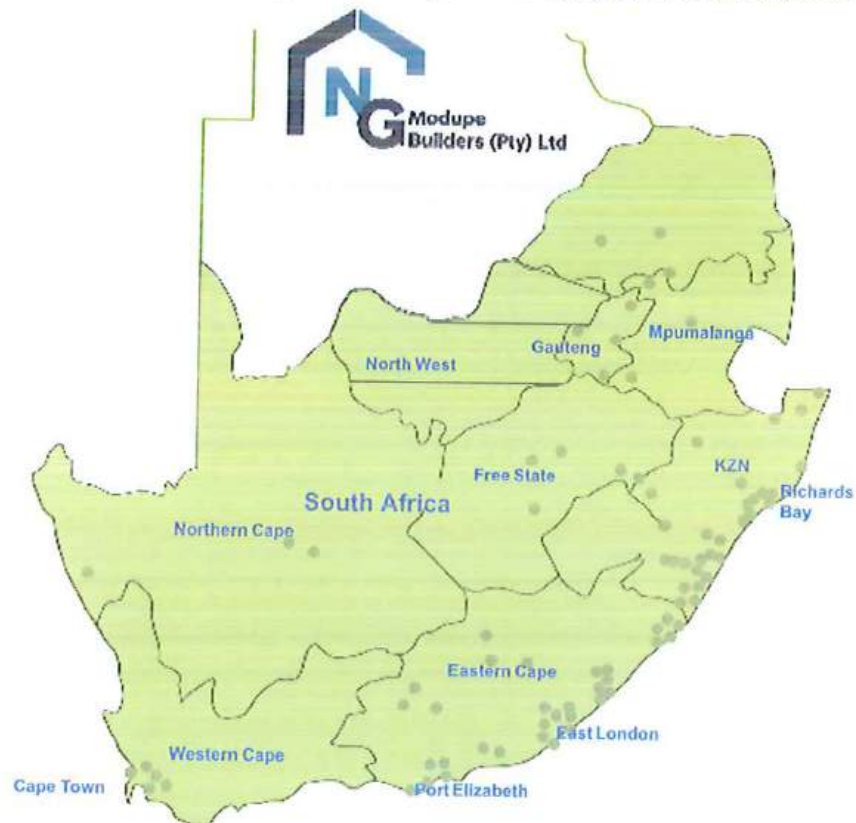 NG
Modupe
Builders (Pty) Ltd
Mpumalanga
Gauteng
North West
KZN
Free State
Richards
Bay
South Africa
Northern Cape
Eastern Cape
East London
Western Cape
Cape Town
Port Elizabeth